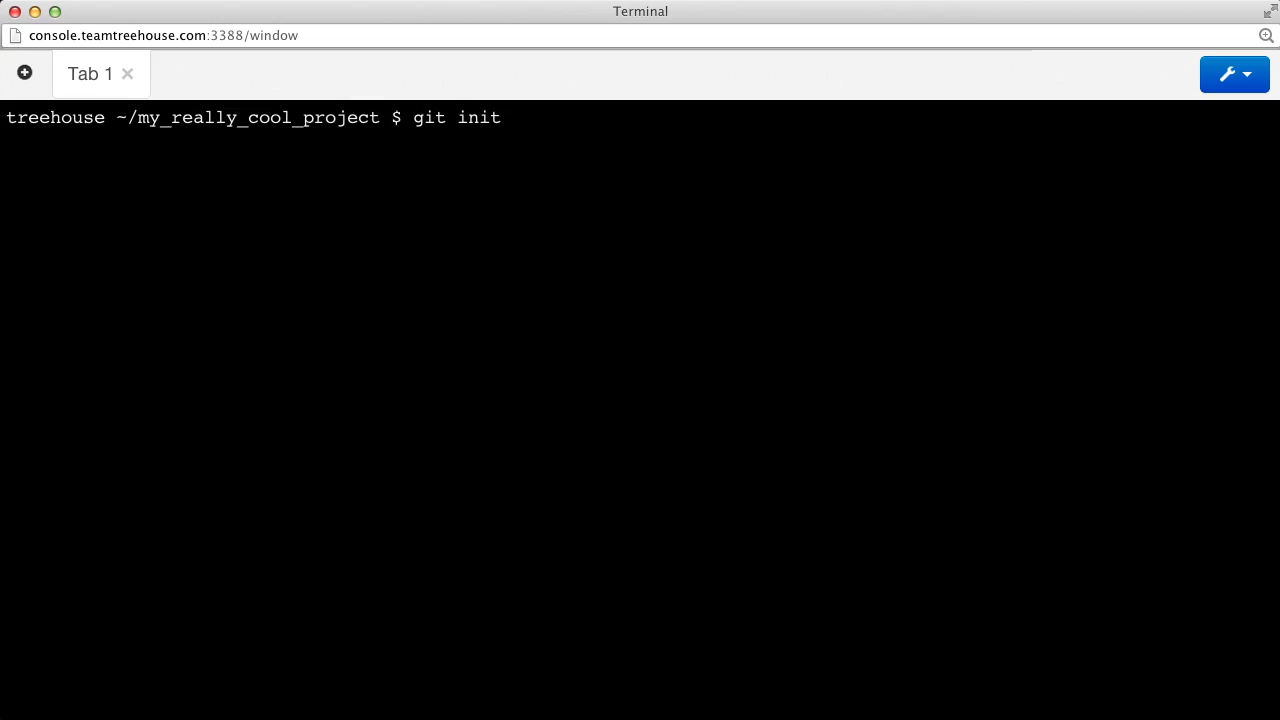 Terminal
console.teamtreehouse.com:3388/window
Tab 1
treehouse ~/my_really_cool_project $ git init